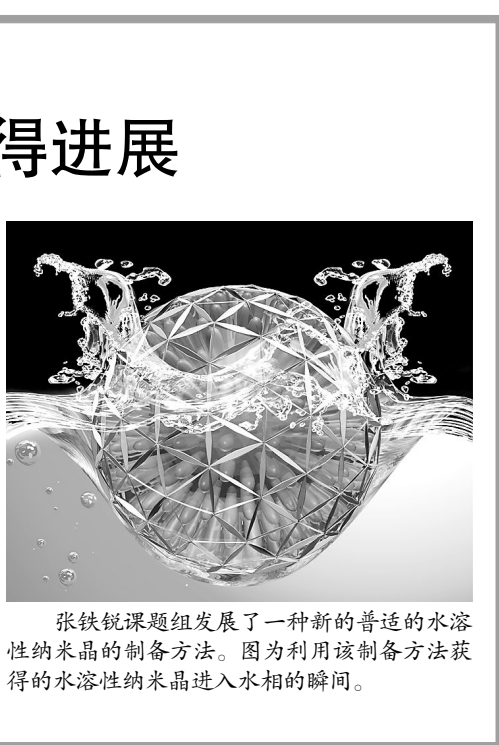 得进展
张铁锐课题组发展了一种新的普适的水溶
性纳米晶的制备方法。图为利用该制备方法获
得的水溶性纳米晶进入水相的瞬间。